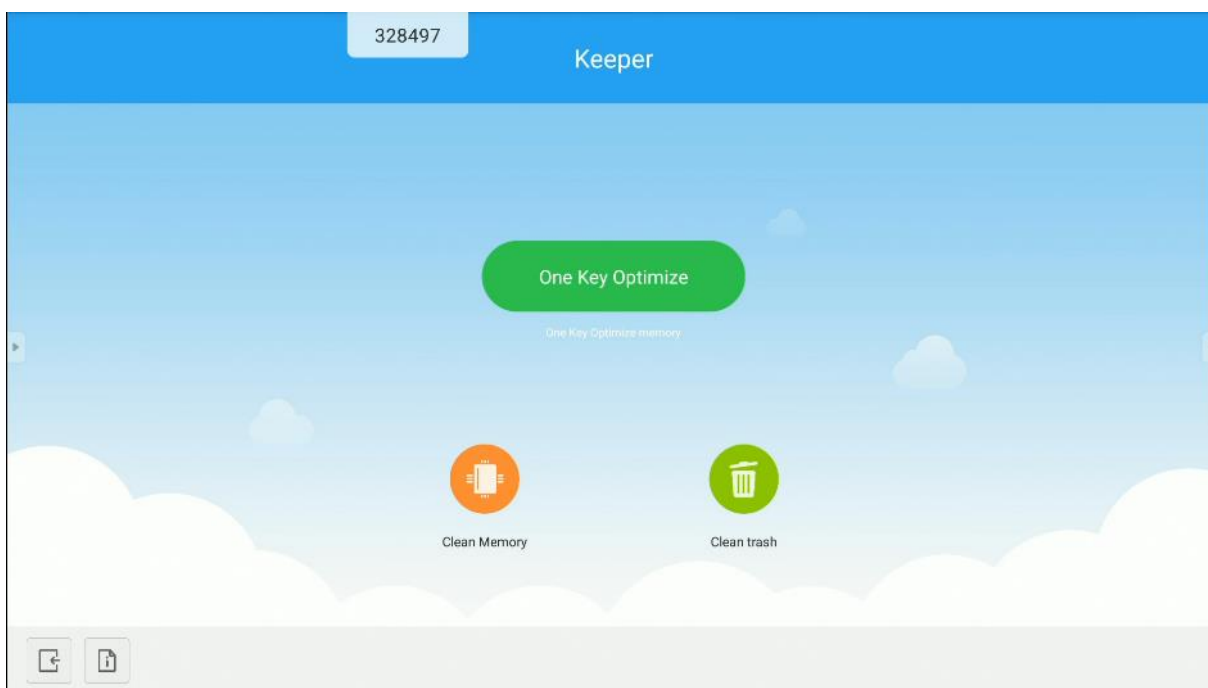 328497
Keeper
One Key Optimize
One Key Optimize memory
Clean Memory
Clean trash